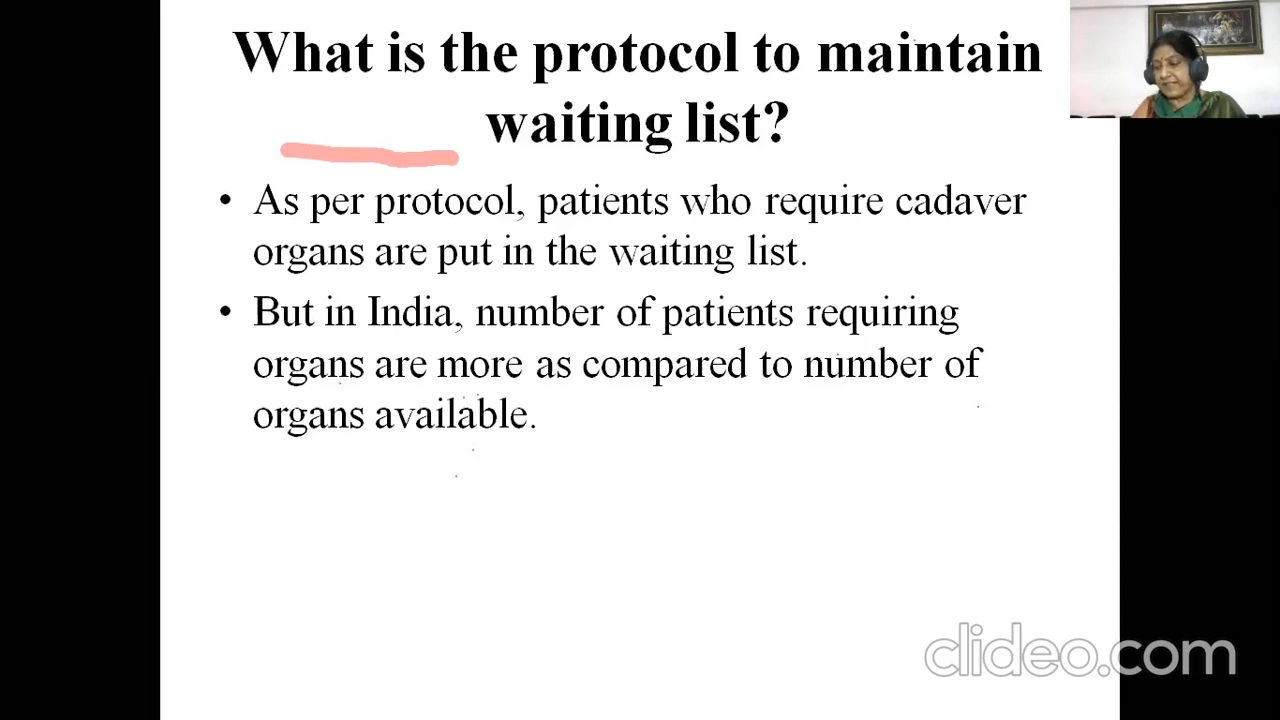 What is the protocol to maintain
waiting list?
• As per protocol, patients who require cadaver
organs are put in the waiting list.
• But in India, number of patients requiring
organs are more as compared to number of
organs available.
clideo.com